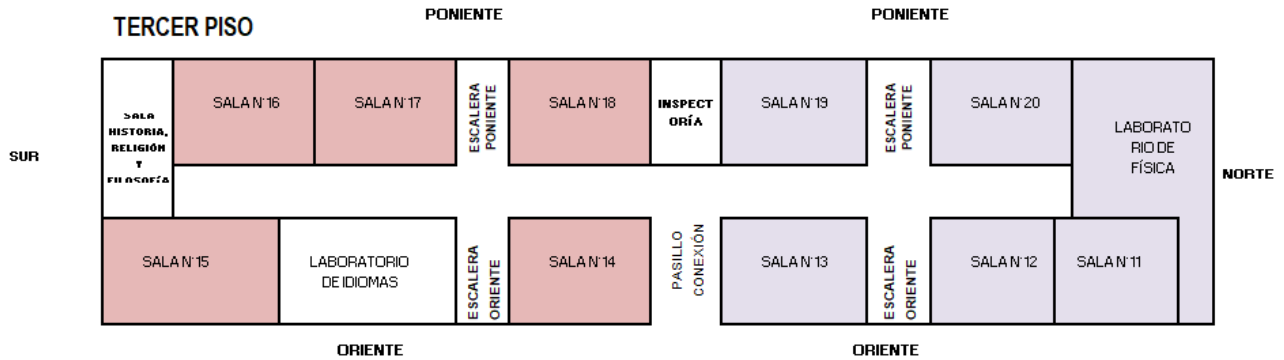 PONIENTE
PONIENTE
TERCER PISO
SALA N°16
SALA N°17
ESCALERA
PONIENTE
SALA N°18
INSPECT
ORÍA
SALA N°19
ESCALERA
PONIENTE
SALA N°20
LABORATO
RIO DE
FÍSICA
SALA
HISTORIA,
RELIGIÓN
Y
FILOSOFÍA
SUR
NORTE
SALA N°15
LABORATORIO
DE IDIOMAS
ESCALERA
ORIENTE
SALA N°14
PASILLO
CONEXIÓN
SALA N°13
ESCALERA
ORIENTE
SALA N°12
SALA N°11
ORIENTE
ORIENTE